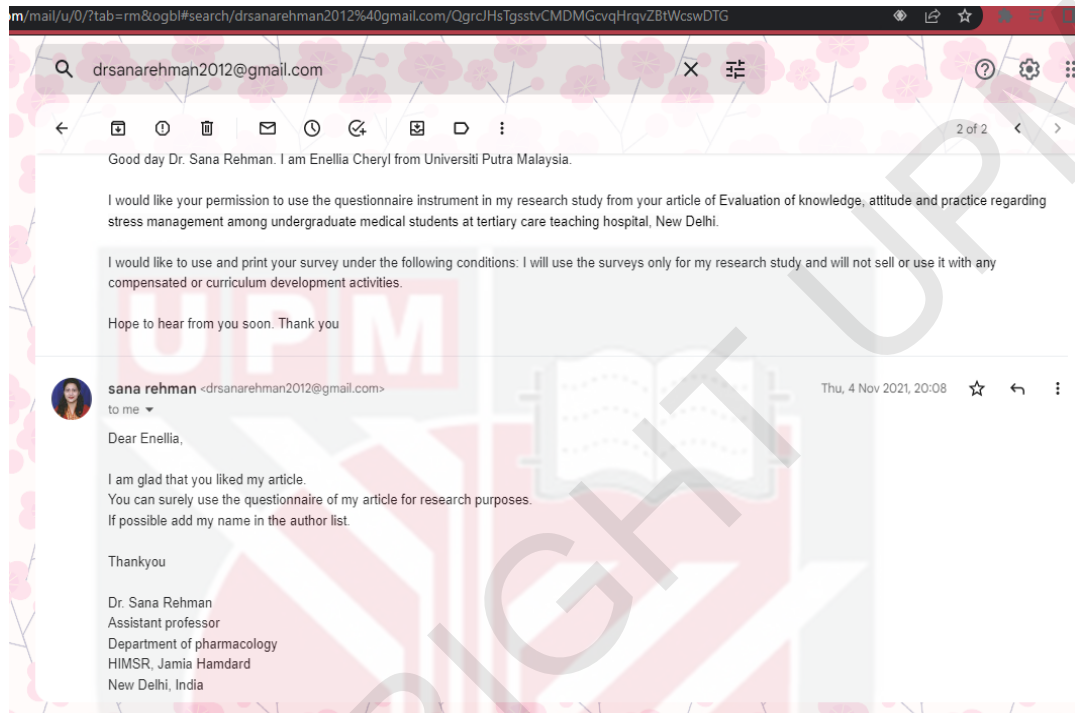 om/mail/u/0/?tab=rm&ogbl#search/drsanarehman2012%40gmail.com/QgrcJHsTgsstvCMDMGcvqHrqvZBtWcswDTG
drsanarehman2012@gmail.com
2 of 2
Good day Dr. Sana Rehman. I am Enellia Cheryl from Universiti Putra Malaysia.
I would like your permission to use the questionnaire instrument in my research study from your article of Evaluation of knowledge, attitude and practice regarding
stress management among undergraduate medical students at tertiary care teaching hospital, New Delhi.
I would like to use and print your survey under the following conditions: I will use the surveys only for my research study and will not sell or use it with any
compensated or curriculum development activities.
Hope to hear from you soon. Thank you
UPM
sana rehman <drsanarehman2012@gmail.com>
Thu, 4 Nov 2021, 20:08
to me
Dear Enellia,
I am glad that you liked my article.
You can surely use the questionnaire of my article for research purposes.
If possible add my name in the author list.
Thankyou
Dr. Sana Rehman
Assistant professor
Department of pharmacology
HIMSR, Jamia Hamdard
New Delhi, India
RIGHT UPM